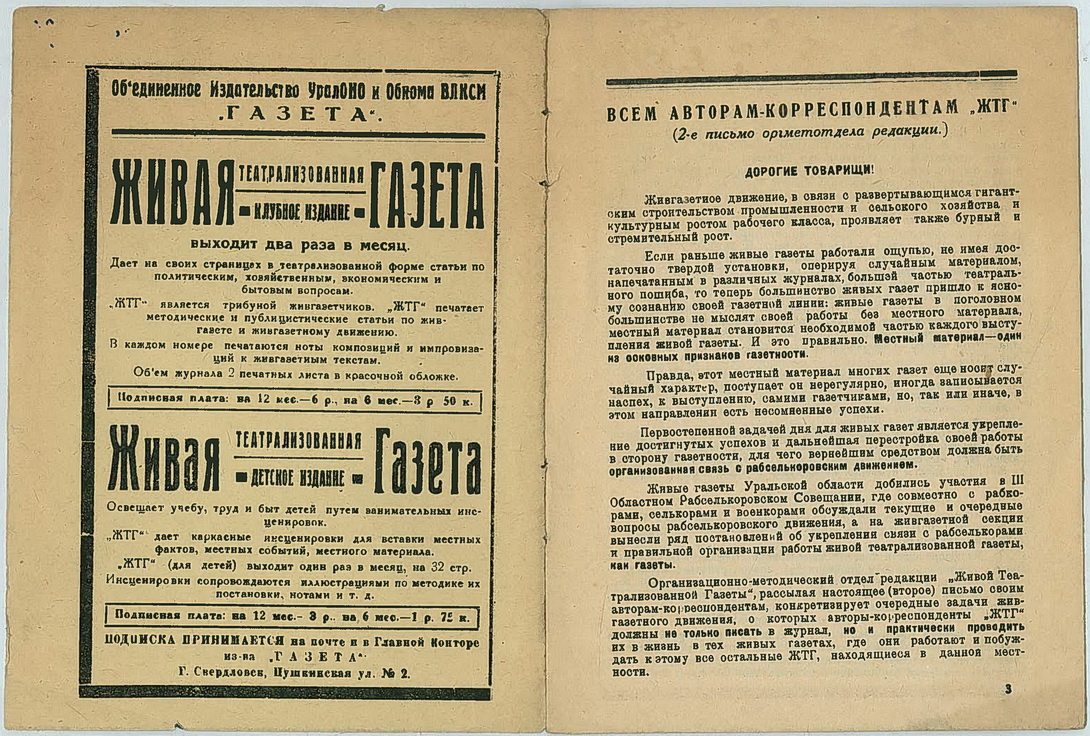 Об'единенное Издательство УралОНО и Обкома ВЛКСМ
„ГАЗЕТА“.
ЖИВАЯ ТЕАТРАЛИЗОВАННАЯ ГАЗЕТА
КЛУБНОЕ ИЗДАНИЕ
выходит два раза в месяц.
Дает на своих страницах в театрализованной форме статьи по
политическим, хозяйственным, экономическим и
бытовым вопросам.
„ЖТГ“ является трибуной живгазетчиков. „ЖТГ“ печатает
методические и публицистические статьи по жив-
газете и живгазетному движению.
В каждом номере печатаются ноты композиций и импровиза-
ций к живгазетным текстам.
Об'ем журнала 2 печатных листа в красочной обложке.
Подписная плата: на 12 мес.—6 р., на 6 мес.—3 р 50 к.
Живая ТЕАТРАЛИЗОВАННАЯ Газета
ДЕТСКОЕ ИЗДАНИЕ
Освещает учебу, труд и быт детей путем занимательных инс-
ценировок.
„ЖТГ“ дает каркасные инсценировки для вставки местных
фактов, местных событий, местного материала.
„ЖТГ“ (для детей) выходит один раз в месяц, на 32 стр.
Инсценировки сопровождаются иллюстрациями по методике их
постановки, нотами и т. д.
Подписная плата: на 12 мес.- 3 р.. на 6 мес.—1 р. 75 к.
ПОДПИСКА ПРИНИМАЕТСЯ на почте и в Главной Конторе
из-ва „ГАЗЕТА“
Г. Свердловск, Пушкинская ул. № 2.
ВСЕМ АВТОРАМ-КОРРЕСПОНДЕНТАМ „ЖТГ“
(2-е письмо оргметотдела редакции.)
ДОРОГИЕ ТОВАРИЩИ!
Живгазетное движение, в связи с развертывающимся гигант-
ским строительством промышленности и сельского хозяйства и
культурным ростом рабочего класса, проявляет также бурный и
стремительный рост.
Если раньше живые газеты работали ощупью, не имея дос-
таточно твердой установки, оперируя случайным материалом,
напечатанным в различных журналах, большей частью театраль-
ного пошиба, то теперь большинство живых газет пришло к ясно-
му сознанию своей газетной линии: живые газеты в поголовном
большинстве не мыслят своей работы без местного материала,
местный материал становится необходимой частью каждого высту-
пления живой газеты. И это правильно. Местный материал—один
из основных признаков газетности.
Правда, этот местный материал многих газет еще носит слу-
чайный характер, поступает он нерегулярно, иногда записывается
наспех, к выступлению, самими газетчиками, но, так или иначе, в
этом направлении есть несомненные успехи.
Первостепенной задачей дня для живых газет является укрепле-
ние достигнутых успехов и дальнейшая перестройка своей работы
в сторону газетности, для чего вернейшим средством должна быть
организованная связь с рабселькоровским движением.
Живые газеты Уральской области добились участия в III
Областном Рабселькоровском Совещании, где совместно с рабко-
рами, селькорами и военкорами обсуждали текущие и очередные
вопросы рабселькоровского движения, а на живгазетной секции
вынесли ряд постановлений об укреплении связи с рабселькорами
и правильной организации работы живой театрализованной газеты,
как газеты.
Организационно-методический отдел редакции „Живой Теа-
трализованной Газеты“, рассылая настоящее (второе) письмо своим
авторам-корреспондентам, конкретизирует очередные задачи жив-
газетного движения, о которых авторы-корреспонденты „ЖТГ“
должны не только писать в журнал, но и практически проводить
их в жизнь в тех живых газетах, где они работают и побуж-
дать к этому все остальные ЖТГ, находящиеся в данной мест-
ности.
3